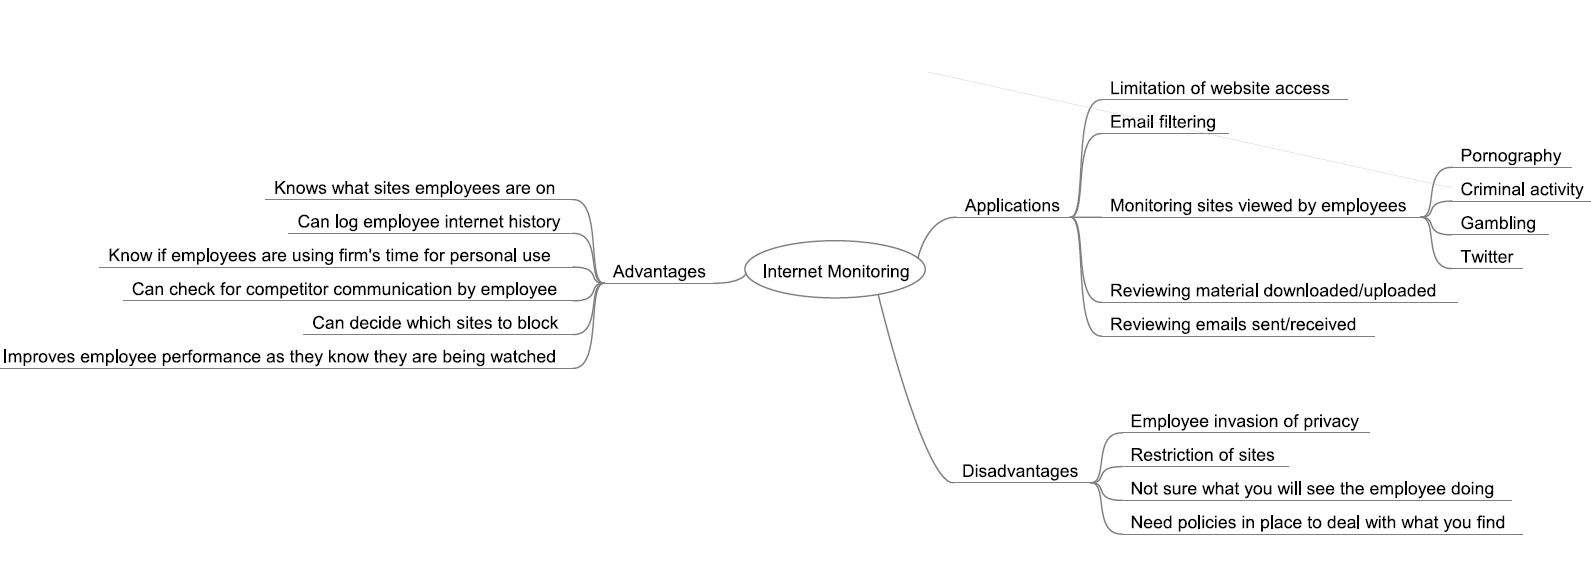 Internet Monitoring
Applications
Limitation of website access
Email filtering
Monitoring sites viewed by employees
Pornography
Criminal activity
Gambling
Twitter
Reviewing material downloaded/uploaded
Reviewing emails sent/received
Disadvantages
Employee invasion of privacy
Restriction of sites
Not sure what you will see the employee doing
Need policies in place to deal with what you find
Advantages
Knows what sites employees are on
Can log employee internet history
Know if employees are using firm's time for personal use
Can check for competitor communication by employee
Can decide which sites to block
Improves employee performance as they know they are being watched